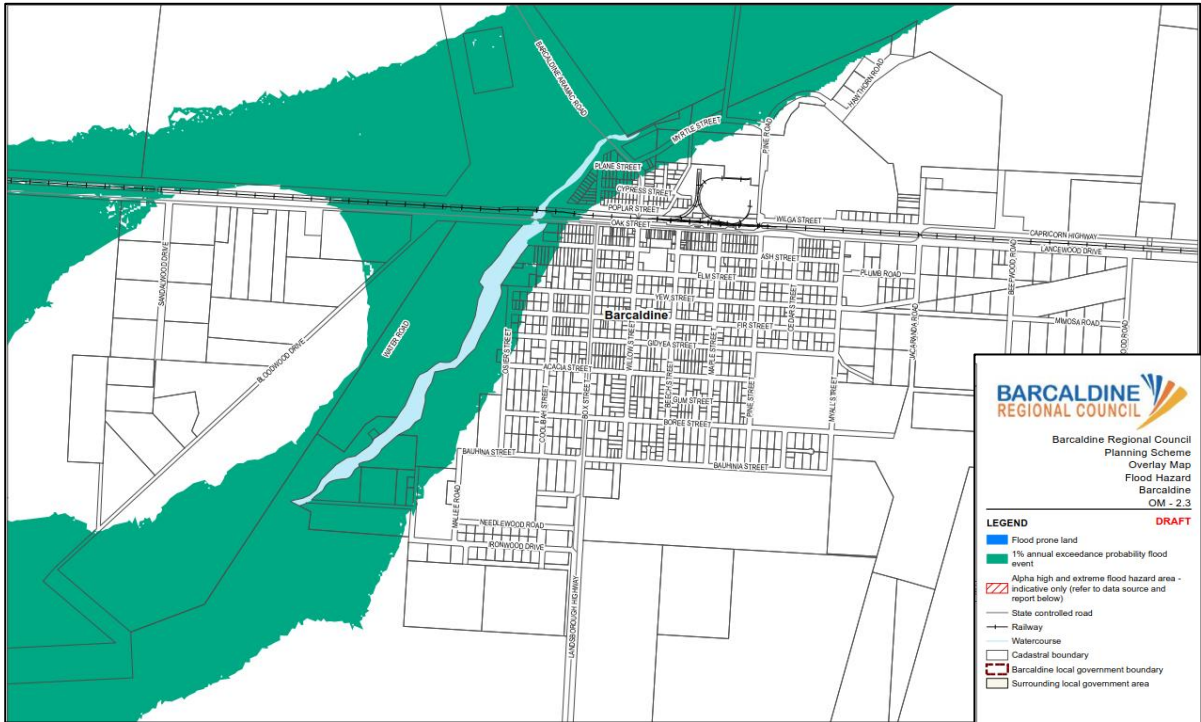 BARCALDINE ARAMAC ROAD
HAWTHORN ROAD
MYRTLE STREET
PINE ROAD
PLANE STREET
CYPRESS STREET
POPLAR STREET
OAK STREET
WILGA STREET
CAPRICORN HIGHWAY
LANCEWOOD DRIVE
ASH STREET
ELM STREET
PLUMB ROAD
BEEFWOOD ROAD
SANDALWOOD DRIVE
YEW STREET
Barcaldine
CEDAR STREET
FIR STREET
MIMOSA ROAD
JACARANDA ROAD
OOD ROAD
WATER ROAD
BLOODWOOD DRIVE
OSIER STREET
WILLOW STREET
GIDYEA STREET
MAPLE STREET
ACACIA STREET
COOLIBAH STREET
BOX STREET
BEECH STREET
GUM STREET
PINE STREET
MYALL STREET
BOREE STREET
BAUHINIA STREET
BAUHINIA STREET
MALLEE ROAD
NEEDLEWOOD ROAD
IRONWOOD DRIVE
LANDSBOROUGH HIGHWAY
BARCALDINE
REGIONAL COUNCIL
Barcaldine Regional Council
Planning Scheme
Overlay Map
Flood Hazard
Barcaldine
OM - 2.3
LEGEND
DRAFT
Flood prone land
1% annual exceedance probability flood
event
Alpha high and extreme flood hazard area -
indicative only (refer to data source and
report below)
State controlled road
Railway
Watercourse
Cadastral boundary
Barcaldine local government boundary
Surrounding local government area